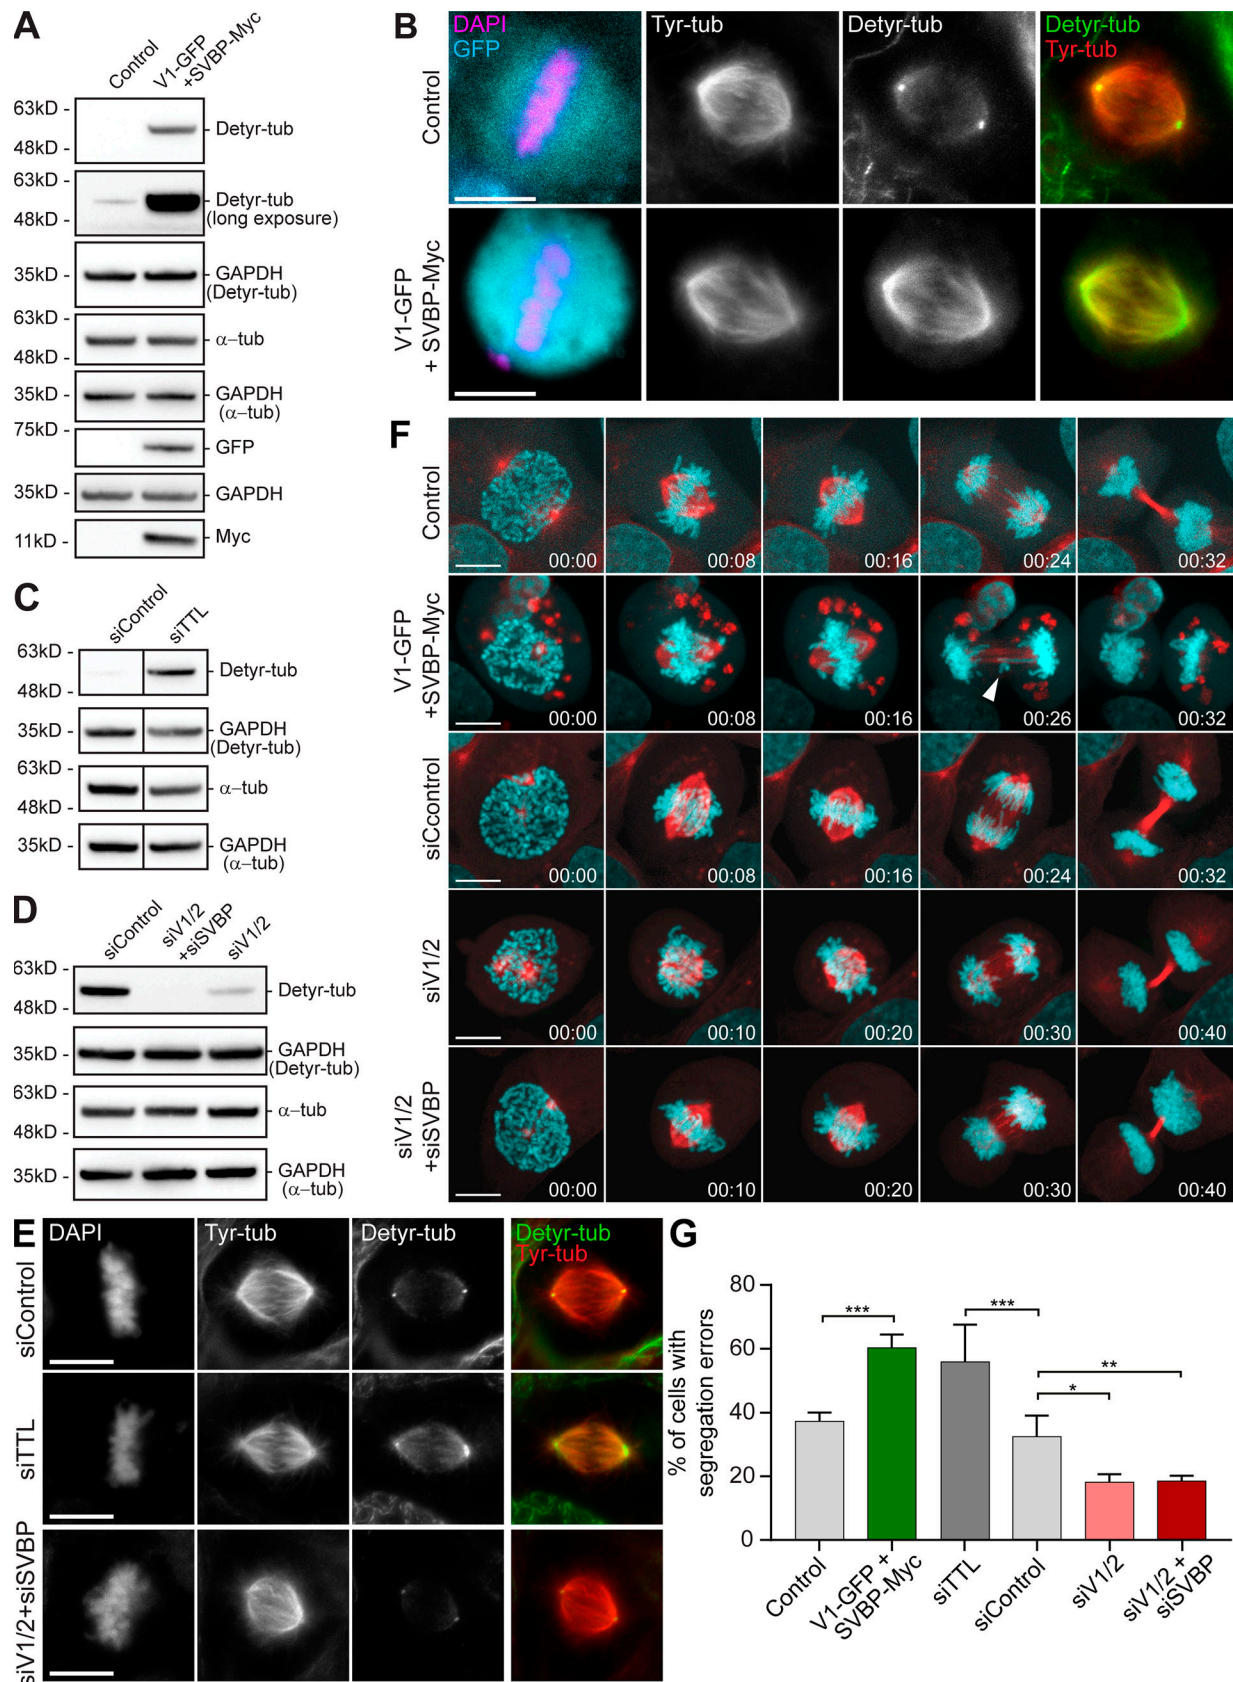 A
Control
V1-GFP
+SVBP-Myc
63kD -
48kD -
- Detyr-tub
63kD -
48kD -
Detyr-tub
(long exposure)
35kD -
GAPDH
(Detyr-tub)
63kD -
48kD -
α-tub
35kD -
GAPDH
(α-tub)
75kD -
- GFP
35kD -
GAPDH
11kD -
Myc
B
DAPI
GFP
Tyr-tub
Detyr-tub
Detyr-tub
Tyr-tub
Control
V1-GFP
+ SVBP-Myc
C
siControl
siTTL
63kD -
48kD -
- Detyr-tub
35kD -
GAPDH
(Detyr-tub)
63kD -
48kD -
α-tub
35kD -
GAPDH
(α-tub)
D
siControl
siV1/2
+siSVBP
siV1/2
63kD -
48kD -
Detyr-tub
35kD -
GAPDH
(Detyr-tub)
63kD -
48kD -
- α-tub
35kD -
GAPDH
(α-tub)
F
Control
00:00
00:08
00:16
00:24
00:32
V1-GFP
+SVBP-Myc
00:00
00:08
00:16
00:26
00:32
siCcontrol
00:00
00:08
00:16
00:24
00:32
siV1/2
00:00
00:10
00:20
00:30
00:40
siV1/2
+siSVBP
00:00
00:10
00:20
00:30
00:40
E
DAPI
Tyr-tub
Detyr-tub
Detyr-tub
Tyr-tub
siControl
siTTL
siV1/2+siSVBP
G
% of cells with
segregation errors
80
60
40
20
0
***
***
**
*
Control
V1-GFP +
SVBP-Myc
siTTL
siControl
siV1/2
siV1/2 +
siSVBP